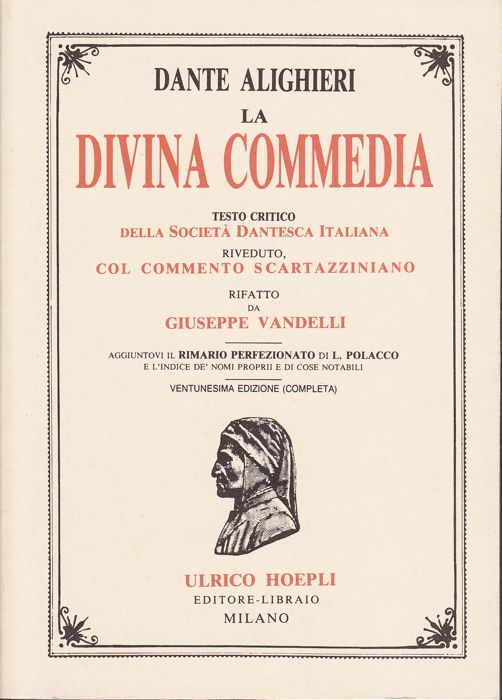 DANTE ALIGHIERI
LA
DIVINA COMMEDIA
TESTO CRITICO
DELLA SOCIETÀ DANTESCA ITALIANA
RIVEDUTO,
COL COMMENTO SCARTAZZINIANO
RIFATTO
DA
GIUSEPPE VANDELLI
AGGIUNTOVI IL RIMARIO PERFEZIONATO DI L. POLACCO
E L'INDICE DE' NOMI PROPRII E DI COSE NOTABILI
VENTUNESIMA EDIZIONE (COMPLETA)
ULRICO HOEPLI
EDITORE-LIBRAIO
MILANO